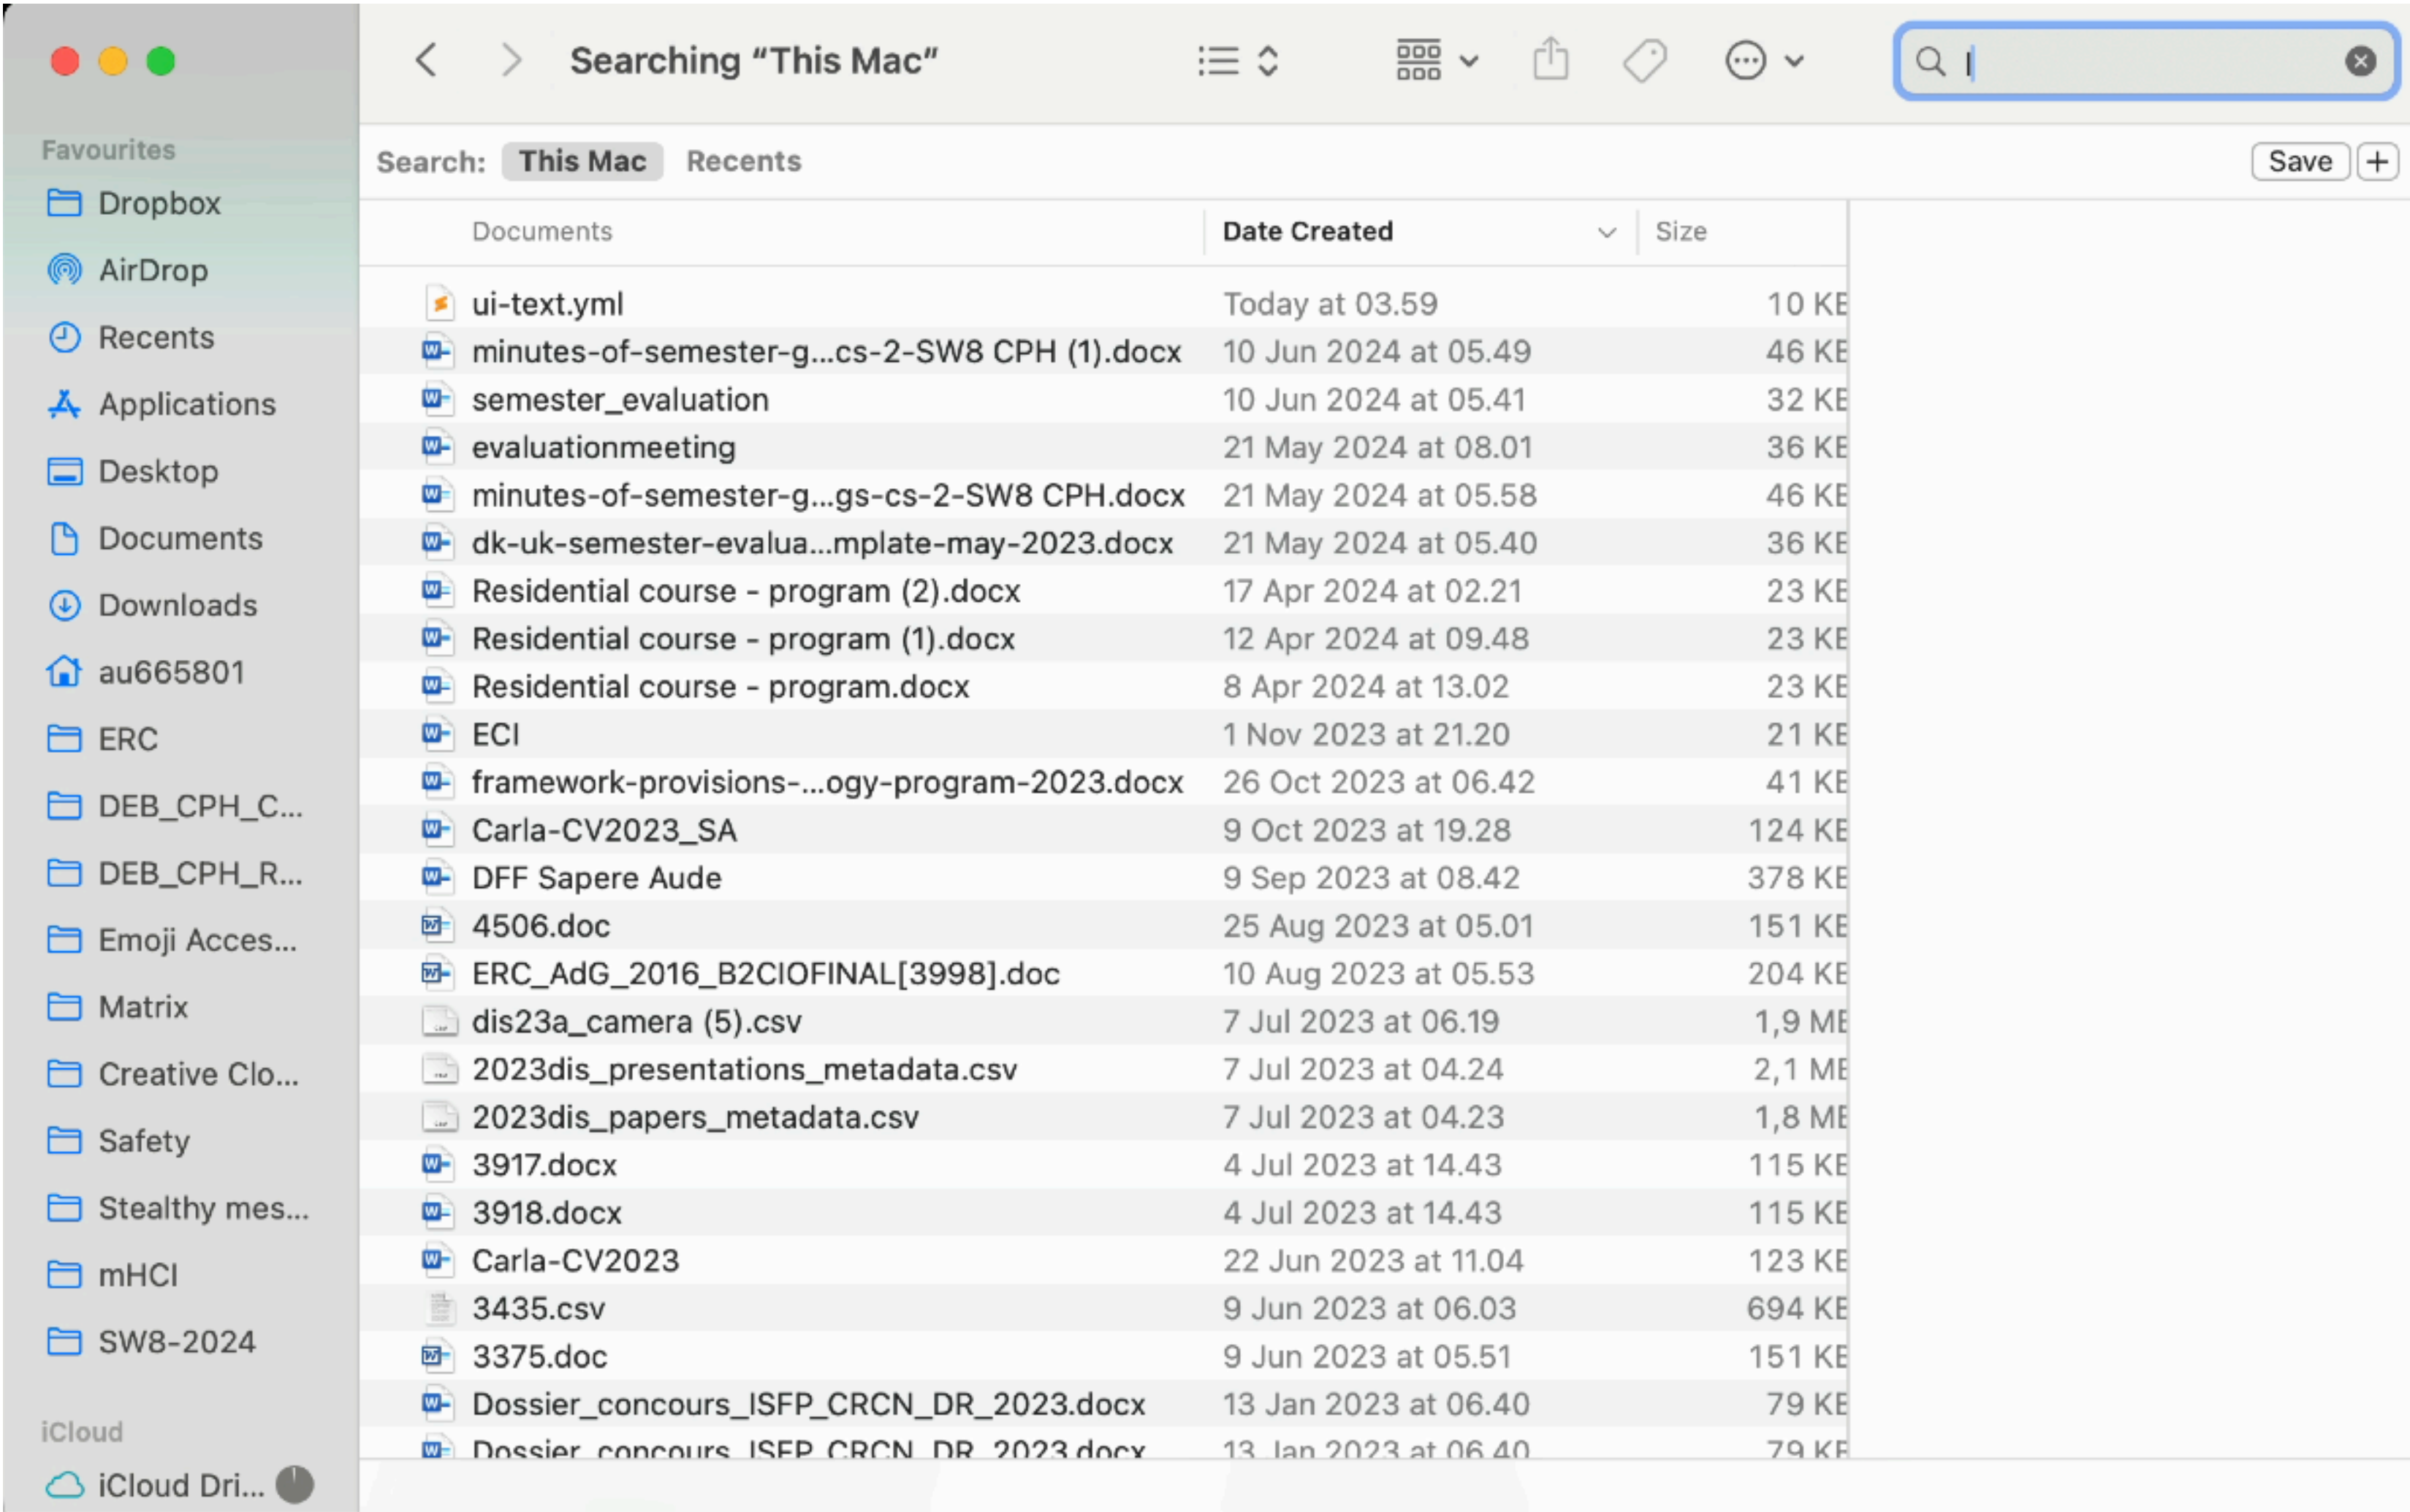 Searching “This Mac”
Favourites
Dropbox
AirDrop
Recents
Applications
Desktop
Documents
Downloads
au665801
ERC
DEB_CPH_C...
DEB_CPH_R...
Emoji Acces...
Matrix
Creative Clo...
Safety
Stealthy mes...
mHCI
SW8-2024
iCloud
iCloud Dri...
Search: This Mac Recents Save +
Documents Date Created Size
ui-text.yml Today at 03.59 10 KB
minutes-of-semester-g...cs-2-SW8 CPH (1).docx 10 Jun 2024 at 05.49 46 KB
semester_evaluation 10 Jun 2024 at 05.41 32 KB
evaluationmeeting 21 May 2024 at 08.01 36 KB
minutes-of-semester-g...gs-cs-2-SW8 CPH.docx 21 May 2024 at 05.58 46 KB
dk-uk-semester-evalua...mplate-may-2023.docx 21 May 2024 at 05.40 36 KB
Residential course - program (2).docx 17 Apr 2024 at 02.21 23 KB
Residential course - program (1).docx 12 Apr 2024 at 09.48 23 KB
Residential course - program.docx 8 Apr 2024 at 13.02 23 KB
ECI 1 Nov 2023 at 21.20 21 KB
framework-provisions-...ogy-program-2023.docx 26 Oct 2023 at 06.42 41 KB
Carla-CV2023_SA 9 Oct 2023 at 19.28 124 KB
DFF Sapere Aude 9 Sep 2023 at 08.42 378 KB
4506.doc 25 Aug 2023 at 05.01 151 KB
ERC_AdG_2016_B2CIOFINAL[3998].doc 10 Aug 2023 at 05.53 204 KB
dis23a_camera (5).csv 7 Jul 2023 at 06.19 1,9 MB
2023dis_presentations_metadata.csv 7 Jul 2023 at 04.24 2,1 MB
2023dis_papers_metadata.csv 7 Jul 2023 at 04.23 1,8 MB
3917.docx 4 Jul 2023 at 14.43 115 KB
3918.docx 4 Jul 2023 at 14.43 115 KB
Carla-CV2023 22 Jun 2023 at 11.04 123 KB
3435.csv 9 Jun 2023 at 06.03 694 KB
3375.doc 9 Jun 2023 at 05.51 151 KB
Dossier_concours_ISFP_CRCN_DR_2023.docx 13 Jan 2023 at 06.40 79 KB
Dossier_concours_ISFP_CRCN_DR_2023.docx 13 Jan 2023 at 06.40 79 KB